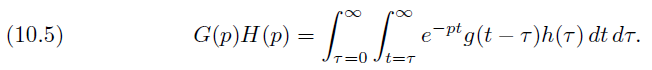 (10.5) G(p)H(p) = ∫_{τ=0}^{∞} ∫_{t=τ}^{∞} e^{−pt} g(t − τ)h(τ) dt dτ.